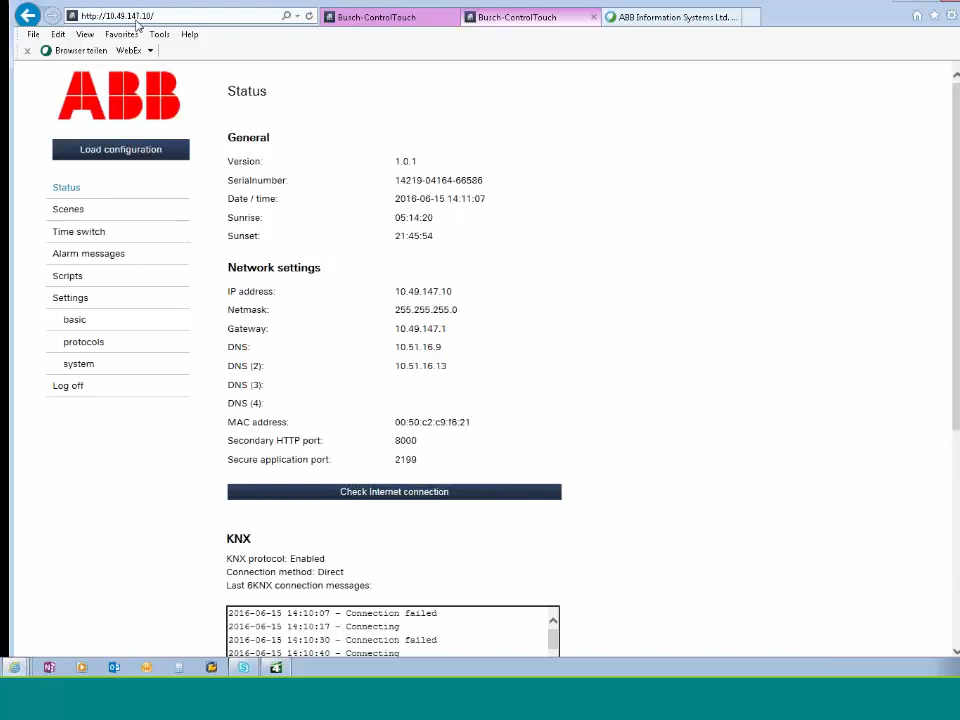 http://10.49.147.10/
Busch-ControlTouch
Busch-ControlTouch
ABB Information Systems Ltd. ...
File Edit View Favorites Tools Help
x Browser teilen WebEx
ABB
Load configuration
Status
Scenes
Time switch
Alarm messages
Scripts
Settings
basic
protocols
system
Log off
Status
General
Version: 1.0.1
Serialnumber: 14219-04164-66586
Date / time: 2016-06-15 14:11:07
Sunrise: 05:14:20
Sunset: 21:45:54
Network settings
IP address: 10.49.147.10
Netmask: 255.255.255.0
Gateway: 10.49.147.1
DNS: 10.51.16.9
DNS (2): 10.51.16.13
DNS (3):
DNS (4):
MAC address: 00:50:c2:c9:f6:21
Secondary HTTP port: 8000
Secure application port: 2199
Check Internet connection
KNX
KNX protocol: Enabled
Connection method: Direct
Last 6KNX connection messages:
2016-06-15 14:10:07 - Connection failed
2016-06-15 14:10:17 - Connecting
2016-06-15 14:10:30 - Connection failed
2016-06-15 14:10:40 - Connecting